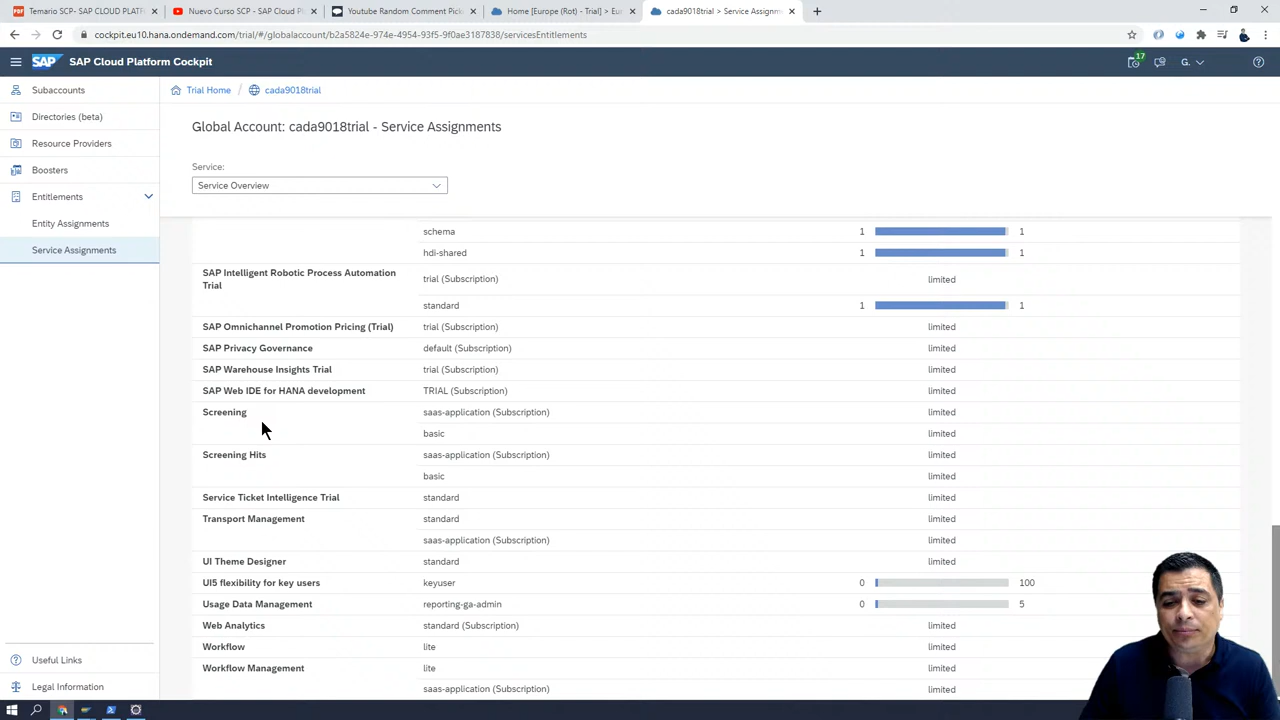 Temario SCP- SAP CLOUD PLATF
Nuevo Curso SCP - SAP Cloud Pl
Youtube Random Comment Pick
Home [Europe (Rot) - Trial] > Eu
cada9018trial > Service Assignm
cockpit.eu10.hana.ondemand.com/trial/#/globalaccount/b2a5824e-974e-4954-93f5-9f0ae3187838/servicesEntitlements
SAP
SAP Cloud Platform Cockpit
17
G.
Subaccounts
Directories (beta)
Resource Providers
Boosters
Entitlements
Entity Assignments
Service Assignments
Useful Links
Legal Information
Trial Home / cada9018trial
Global Account: cada9018trial - Service Assignments
Service:
Service Overview
schema 1 1
hdi-shared 1 1
SAP Intelligent Robotic Process Automation
Trial
trial (Subscription) limited
standard 1 1
SAP Omnichannel Promotion Pricing (Trial) trial (Subscription) limited
SAP Privacy Governance default (Subscription) limited
SAP Warehouse Insights Trial trial (Subscription) limited
SAP Web IDE for HANA development TRIAL (Subscription) limited
Screening saas-application (Subscription) limited
basic limited
Screening Hits saas-application (Subscription) limited
basic limited
Service Ticket Intelligence Trial standard limited
Transport Management standard limited
saas-application (Subscription) limited
UI Theme Designer standard limited
UI5 flexibility for key users keyuser 0 100
Usage Data Management reporting-ga-admin 0 5
Web Analytics standard (Subscription) limited
Workflow lite limited
Workflow Management lite limited
saas-application (Subscription) limited